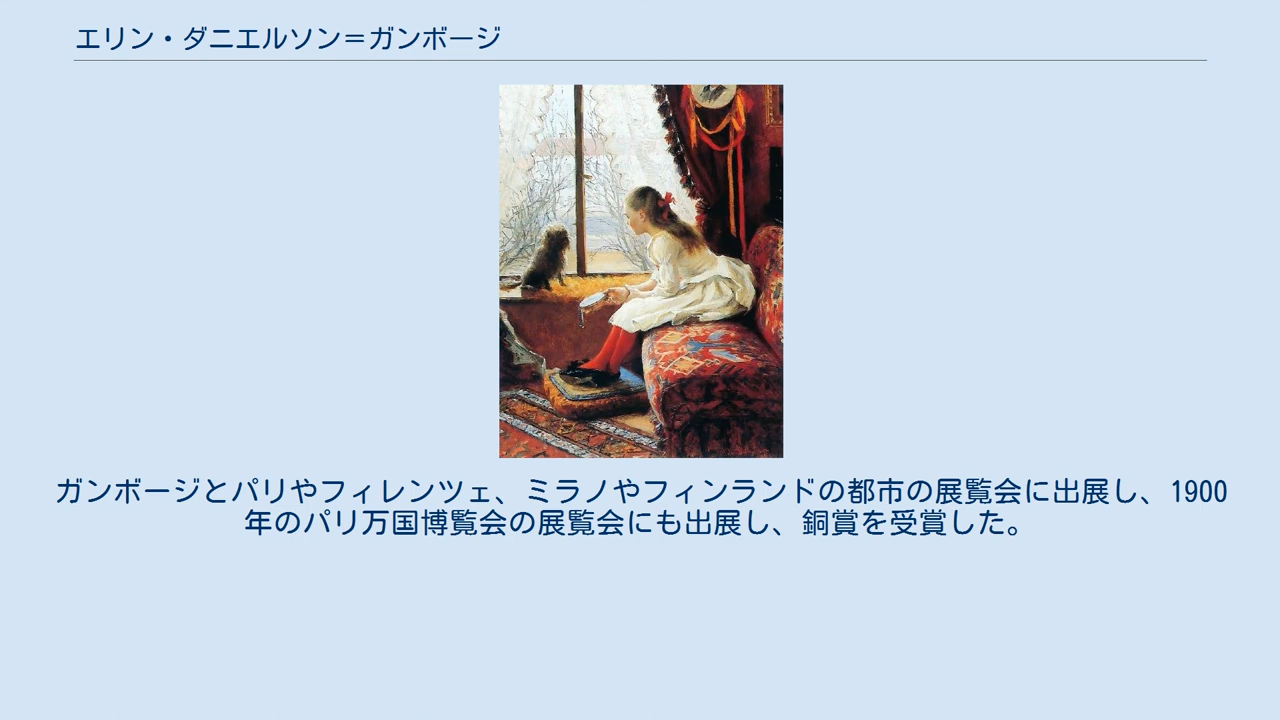 エリン・ダニエルソン＝ガンボージ
ガンボージとパリやフィレンツェ、ミラノやフィンランドの都市の展覧会に出展し、1900
年のパリ万国博覧会の展覧会にも出展し、銅賞を受賞した。